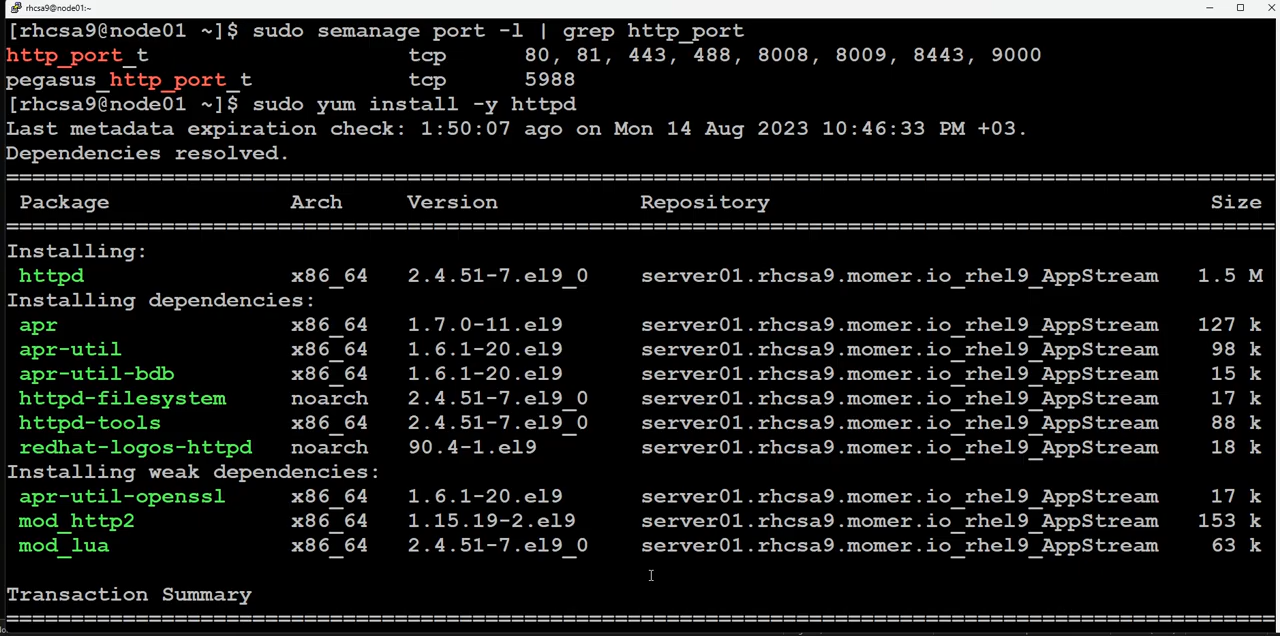 rhcsa9@node01:~
[rhcsa9@node01 ~]$ sudo semanage port -l | grep http_port
http_port_t tcp 80, 81, 443, 488, 8008, 8009, 8443, 9000
pegasus_http_port_t tcp 5988
[rhcsa9@node01 ~]$ sudo yum install -y httpd
Last metadata expiration check: 1:50:07 ago on Mon 14 Aug 2023 10:46:33 PM +03.
Dependencies resolved.
================================================================================
Package Arch Version Repository Size
================================================================================
Installing:
httpd x86_64 2.4.51-7.el9_0 server01.rhcsa9.momer.io_rhel9_AppStream 1.5 M
Installing dependencies:
apr x86_64 1.7.0-11.el9 server01.rhcsa9.momer.io_rhel9_AppStream 127 k
apr-util x86_64 1.6.1-20.el9 server01.rhcsa9.momer.io_rhel9_AppStream 98 k
apr-util-bdb x86_64 1.6.1-20.el9 server01.rhcsa9.momer.io_rhel9_AppStream 15 k
httpd-filesystem noarch 2.4.51-7.el9_0 server01.rhcsa9.momer.io_rhel9_AppStream 17 k
httpd-tools x86_64 2.4.51-7.el9_0 server01.rhcsa9.momer.io_rhel9_AppStream 88 k
redhat-logos-httpd noarch 90.4-1.el9 server01.rhcsa9.momer.io_rhel9_AppStream 18 k
Installing weak dependencies:
apr-util-openssl x86_64 1.6.1-20.el9 server01.rhcsa9.momer.io_rhel9_AppStream 17 k
mod_http2 x86_64 1.15.19-2.el9 server01.rhcsa9.momer.io_rhel9_AppStream 153 k
mod_lua x86_64 2.4.51-7.el9_0 server01.rhcsa9.momer.io_rhel9_AppStream 63 k
Transaction Summary
================================================================================